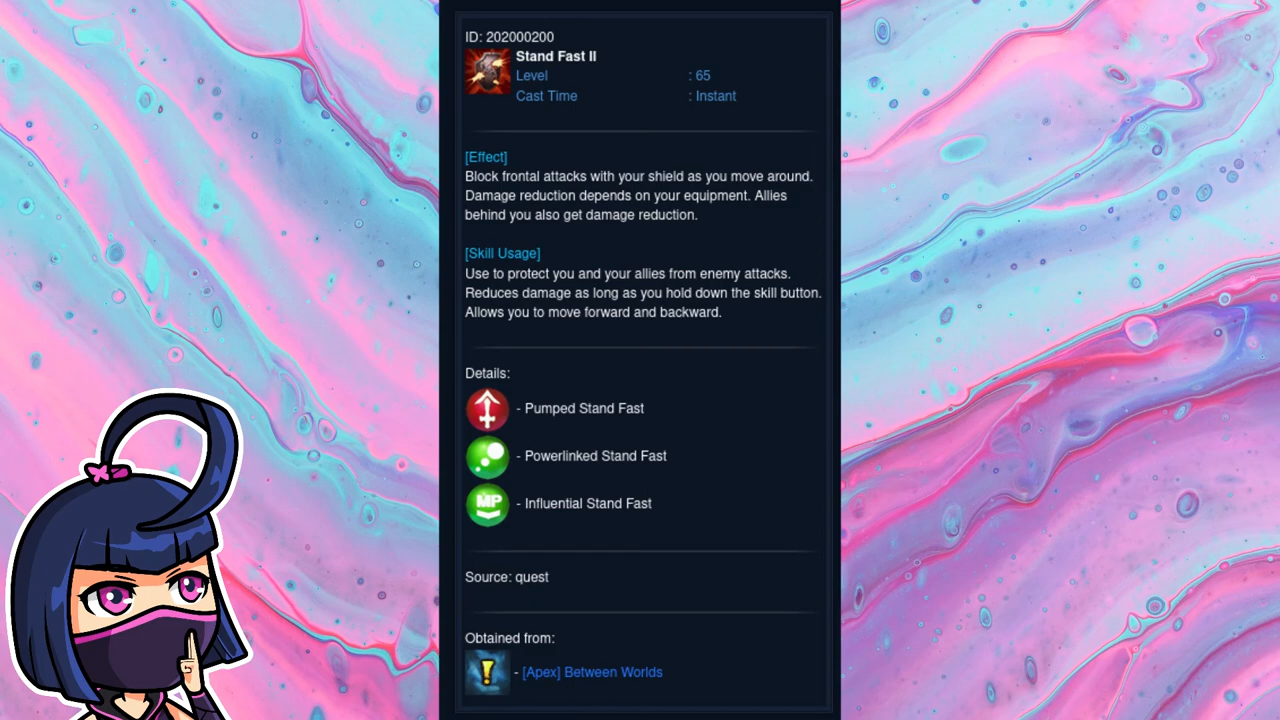 ID: 202000200
Stand Fast II
Level : 65
Cast Time : Instant
[Effect]
Block frontal attacks with your shield as you move around.
Damage reduction depends on your equipment. Allies
behind you also get damage reduction.
[Skill Usage]
Use to protect you and your allies from enemy attacks.
Reduces damage as long as you hold down the skill button.
Allows you to move forward and backward.
Details:
- Pumped Stand Fast
- Powerlinked Stand Fast
MP - Influential Stand Fast
Source: quest
Obtained from:
- [Apex] Between Worlds